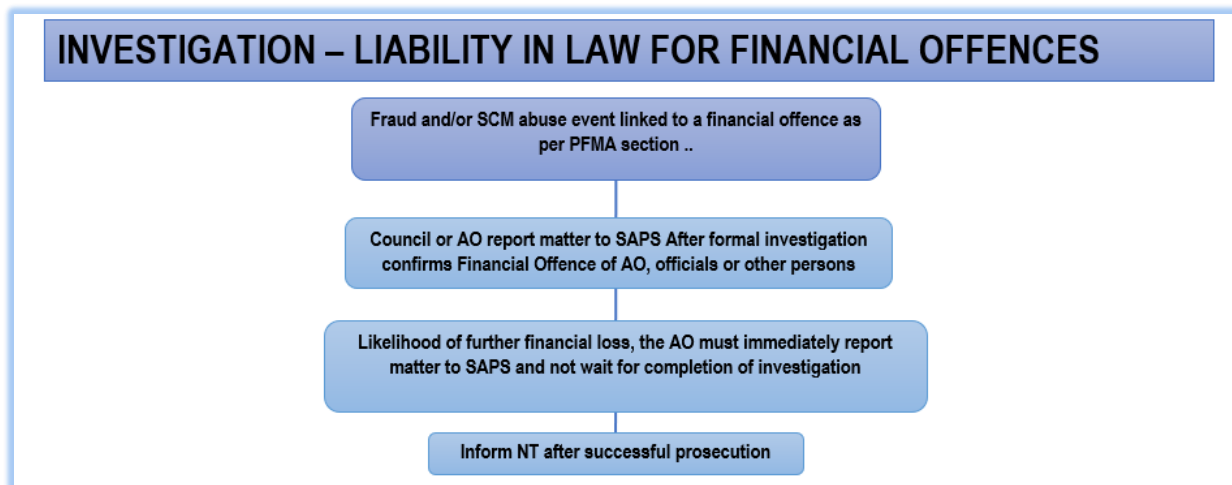 INVESTIGATION – LIABILITY IN LAW FOR FINANCIAL OFFENCES
Fraud and/or SCM abuse event linked to a financial offence as
per PFMA section ..
Council or AO report matter to SAPS After formal investigation
confirms Financial Offence of AO, officials or other persons
Likelihood of further financial loss, the AO must immediately report
matter to SAPS and not wait for completion of investigation
Inform NT after successful prosecution